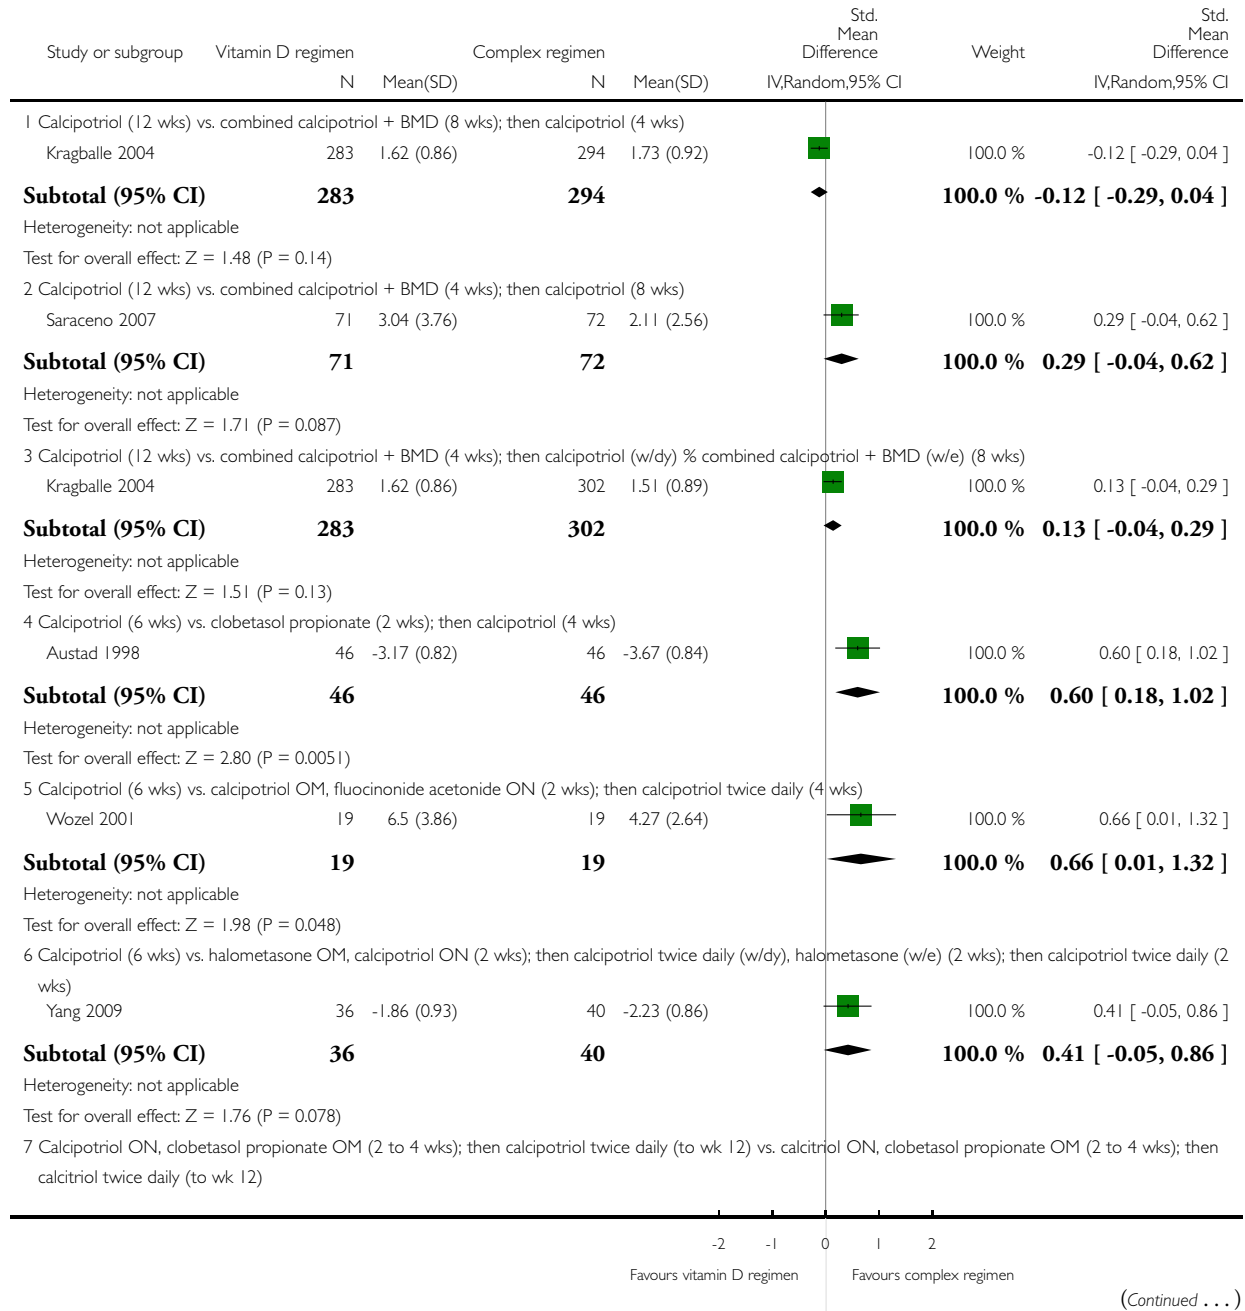 Study or subgroup Vitamin D regimen Complex regimen Std. Mean Difference Weight Std. Mean Difference
N Mean(SD) N Mean(SD) IV,Random,95% CI IV,Random,95% CI
1 Calcipotriol (12 wks) vs. combined calcipotriol + BMD (8 wks); then calcipotriol (4 wks)
Kragballe 2004 283 1.62 (0.86) 294 1.73 (0.92) 100.0 % -0.12 [ -0.29, 0.04 ]
Subtotal (95% CI) 283 294 100.0 % -0.12 [ -0.29, 0.04 ]
Heterogeneity: not applicable
Test for overall effect: Z = 1.48 (P = 0.14)
2 Calcipotriol (12 wks) vs. combined calcipotriol + BMD (4 wks); then calcipotriol (8 wks)
Saraceno 2007 71 3.04 (3.76) 72 2.11 (2.56) 100.0 % 0.29 [ -0.04, 0.62 ]
Subtotal (95% CI) 71 72 100.0 % 0.29 [ -0.04, 0.62 ]
Heterogeneity: not applicable
Test for overall effect: Z = 1.71 (P = 0.087)
3 Calcipotriol (12 wks) vs. combined calcipotriol + BMD (4 wks); then calcipotriol (w/dy) % combined calcipotriol + BMD (w/e) (8 wks)
Kragballe 2004 283 1.62 (0.86) 302 1.51 (0.89) 100.0 % 0.13 [ -0.04, 0.29 ]
Subtotal (95% CI) 283 302 100.0 % 0.13 [ -0.04, 0.29 ]
Heterogeneity: not applicable
Test for overall effect: Z = 1.51 (P = 0.13)
4 Calcipotriol (6 wks) vs. clobetasol propionate (2 wks); then calcipotriol (4 wks)
Austad 1998 46 -3.17 (0.82) 46 -3.67 (0.84) 100.0 % 0.60 [ 0.18, 1.02 ]
Subtotal (95% CI) 46 46 100.0 % 0.60 [ 0.18, 1.02 ]
Heterogeneity: not applicable
Test for overall effect: Z = 2.80 (P = 0.0051)
5 Calcipotriol (6 wks) vs. calcipotriol OM, fluocinonide acetonide ON (2 wks); then calcipotriol twice daily (4 wks)
Wozel 2001 19 6.5 (3.86) 19 4.27 (2.64) 100.0 % 0.66 [ 0.01, 1.32 ]
Subtotal (95% CI) 19 19 100.0 % 0.66 [ 0.01, 1.32 ]
Heterogeneity: not applicable
Test for overall effect: Z = 1.98 (P = 0.048)
6 Calcipotriol (6 wks) vs. halometasone OM, calcipotriol ON (2 wks); then calcipotriol twice daily (w/dy), halometasone (w/e) (2 wks); then calcipotriol twice daily (2
wks)
Yang 2009 36 -1.86 (0.93) 40 -2.23 (0.86) 100.0 % 0.41 [ -0.05, 0.86 ]
Subtotal (95% CI) 36 40 100.0 % 0.41 [ -0.05, 0.86 ]
Heterogeneity: not applicable
Test for overall effect: Z = 1.76 (P = 0.078)
7 Calcipotriol ON, clobetasol propionate OM (2 to 4 wks); then calcipotriol twice daily (to wk 12) vs. calcitriol ON, clobetasol propionate OM (2 to 4 wks); then
calcitriol twice daily (to wk 12)
-2 -1 0 1 2
Favours vitamin D regimen Favours complex regimen
(Continued . . . )